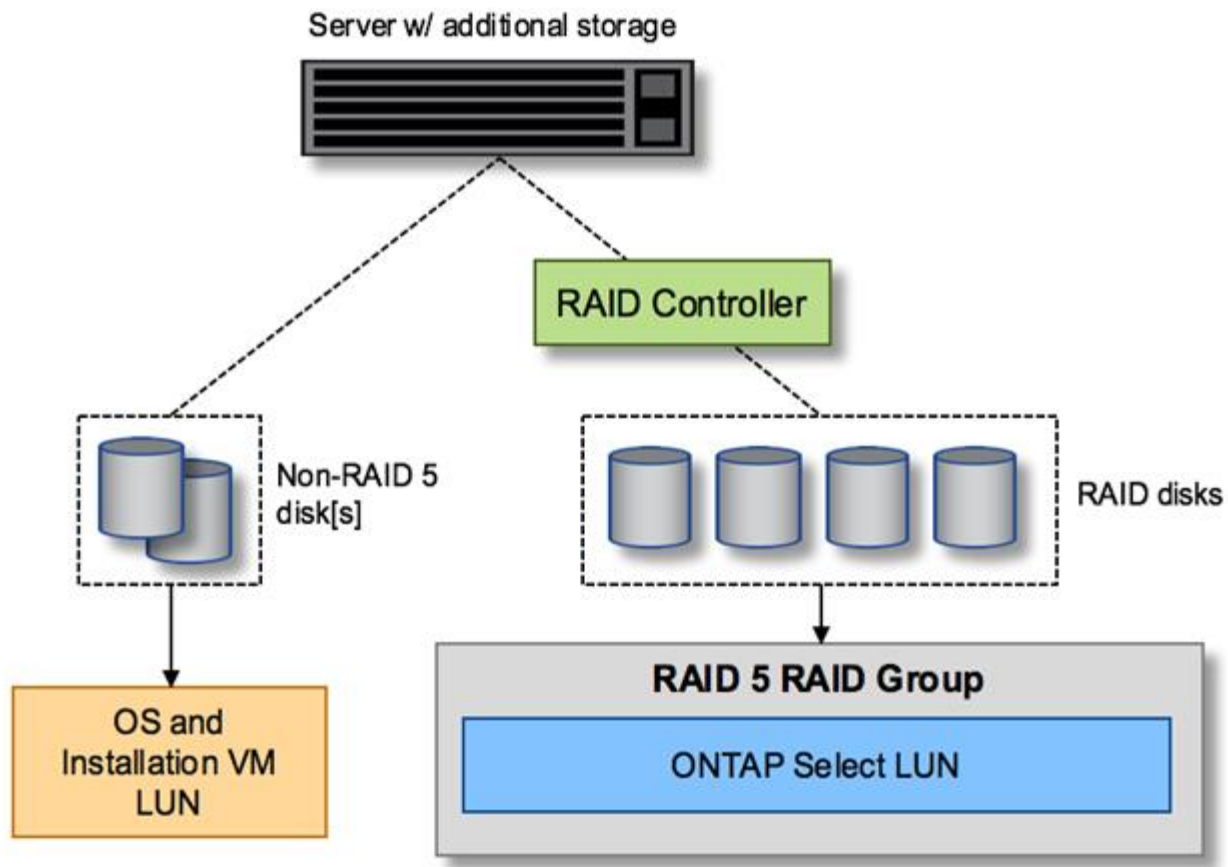 Server w/ additional storage
RAID Controller
Non-RAID 5
disk[s]
RAID disks
OS and
Installation VM
LUN
RAID 5 RAID Group
ONTAP Select LUN